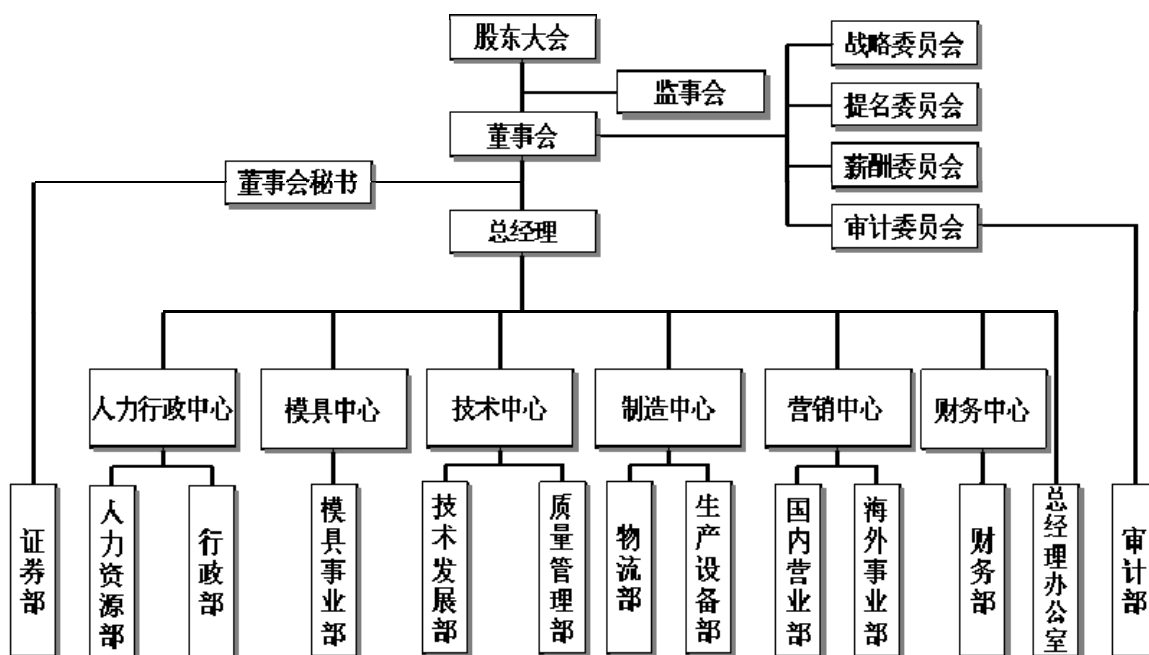 股东大会
战略委员会
监事会
提名委员会
董事会
薪酬委员会
董事会秘书
审计委员会
总经理
人力行政中心
模具中心
技术中心
制造中心
营销中心
财务中心
证券部
人力资源部
行政部
模具事业部
技术发展部
质量管理部
物流部
生产设备部
国内营业部
海外事业部
财务部
总经理办公室
审计部